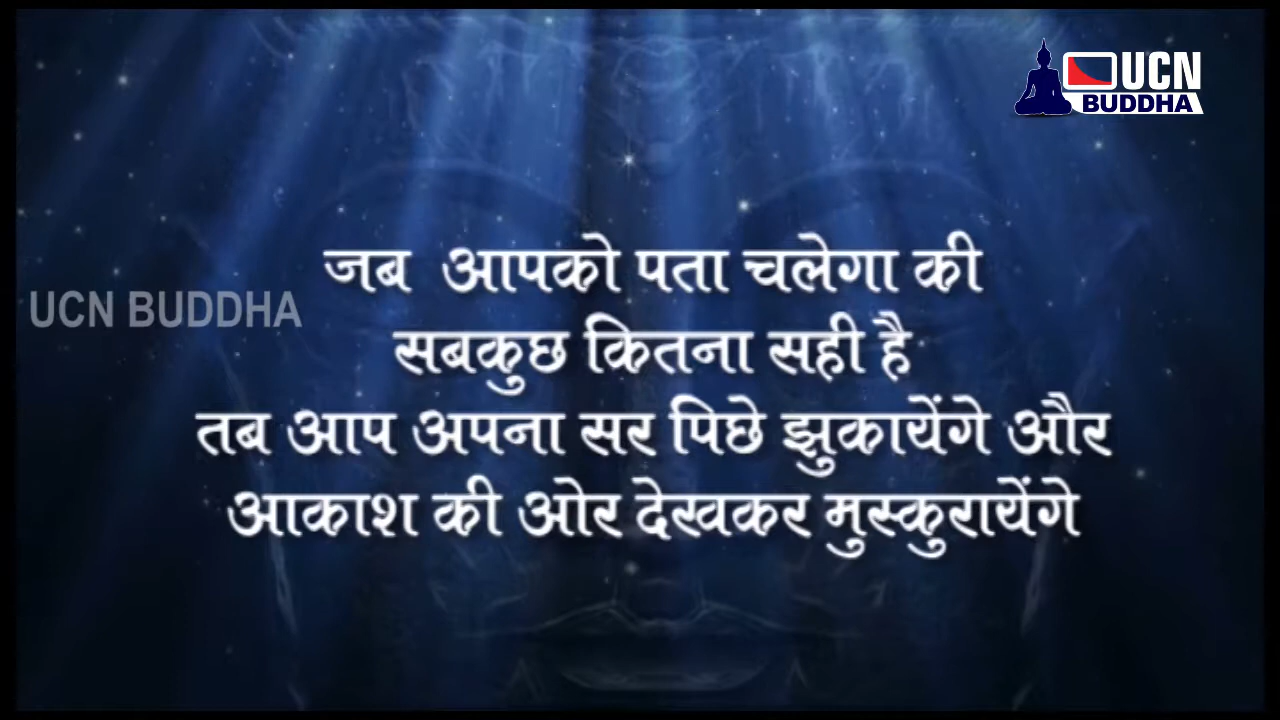 UCN
BUDDHA
जब आपको पता चलेगा की
UCN BUDDHA
सबकुछ कितना सही है
तब आप अपना सर पिछे झुकायेंगे और
आकाश की ओर देखकर मुस्कुरायेंगे